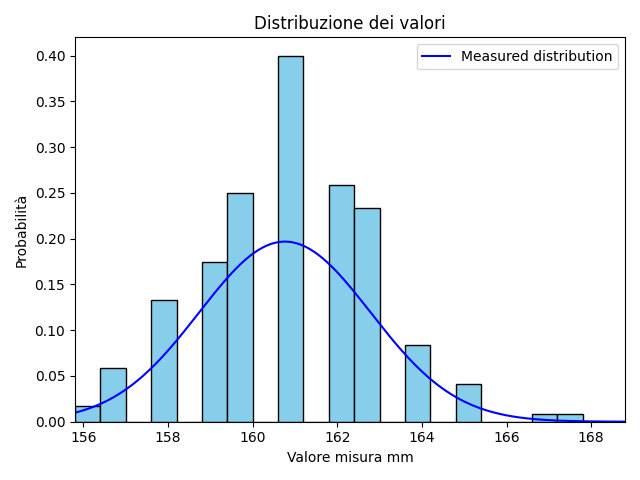 Distribuzione dei valori
Measured distribution
0.40
0.35
0.30
0.25
0.20
0.15
0.10
0.05
0.00
Probabilità
156 158 160 162 164 166 168
Valore misura mm